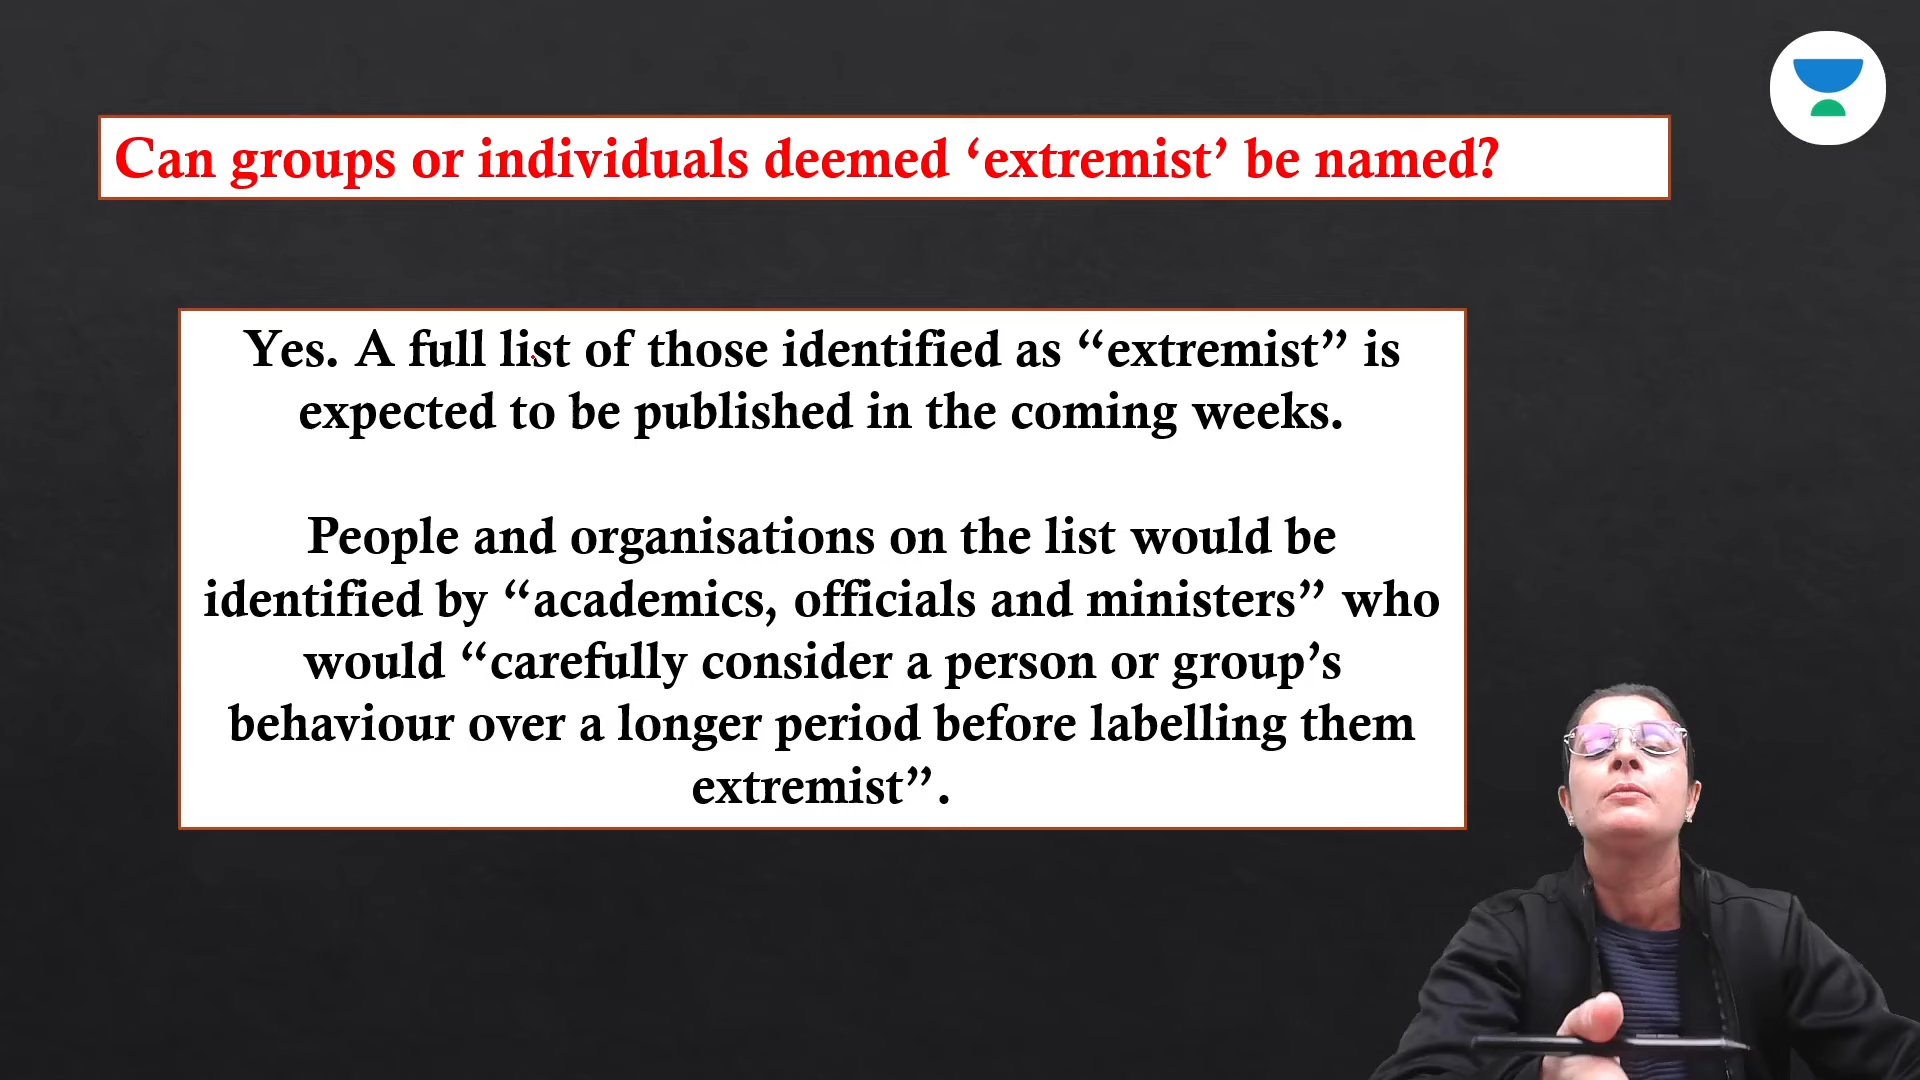 Can groups or individuals deemed ‘extremist’ be named?
Yes. A full list of those identified as “extremist” is
expected to be published in the coming weeks.
People and organisations on the list would be
identified by “academics, officials and ministers” who
would “carefully consider a person or group’s
behaviour over a longer period before labelling them
extremist”.